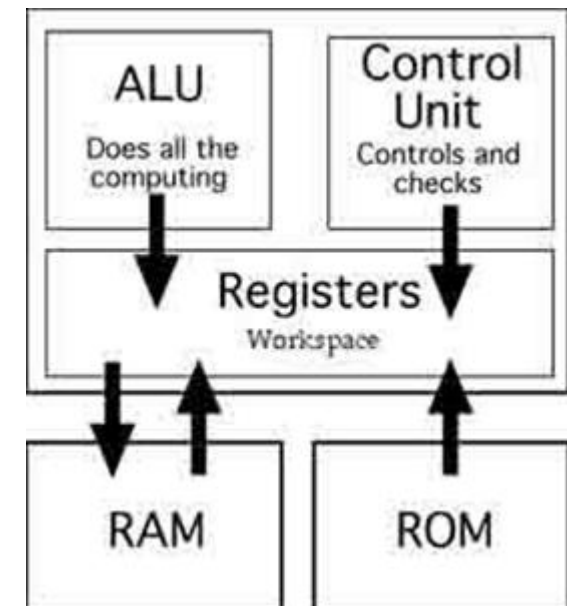 ALU
Does all the
computing
Control
Unit
Controls and
checks
Registers
Workspace
RAM
ROM